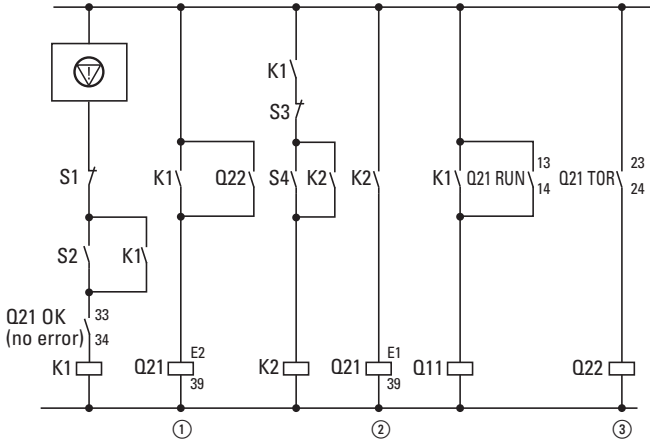 K1
S3
S1
K1
Q22
S4
K2
K2
K1
Q21 RUN
13
14
Q21 TOR
23
24
S2
K1
Q21 OK
(no error)
33
34
K1
Q21
E2
39
K2
Q21
E1
39
Q11
Q22
1
2
3